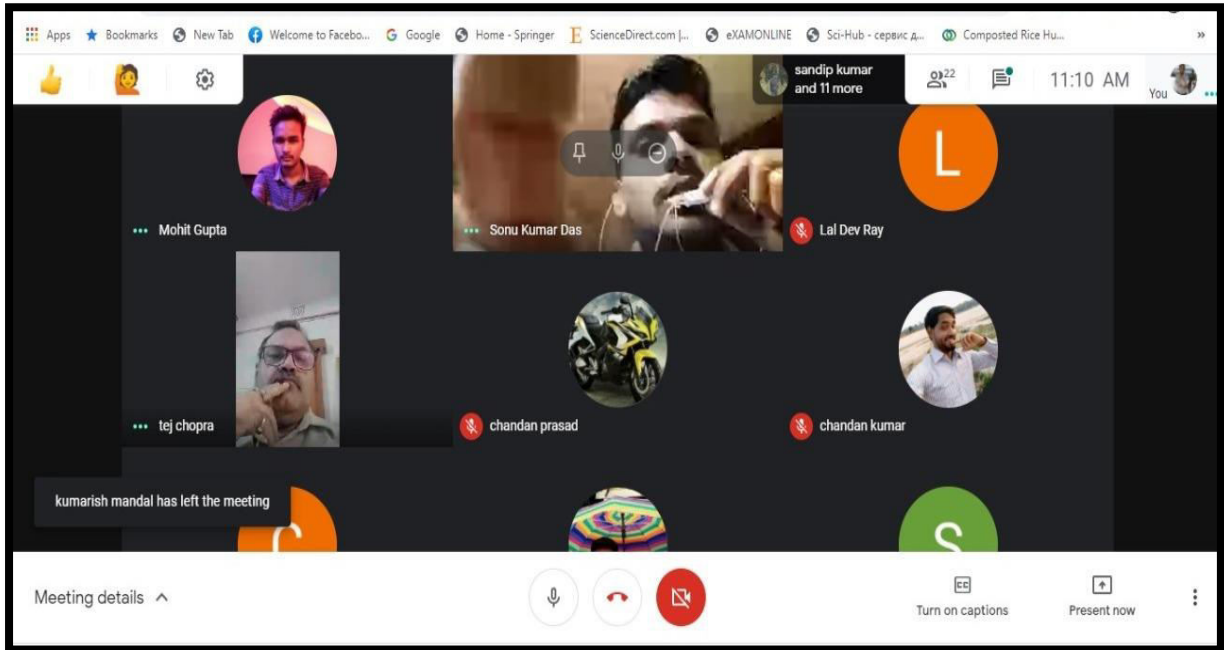 Apps Bookmarks New Tab Welcome to Facebo... Google Home - Springer ScienceDirect.com |... eXAMONLINE Sci-Hub - сервис д... Composted Rice Hu... »
sandip kumar
and 11 more
22
11:10 AM
You
L
Mohit Gupta
Sonu Kumar Das
Lal Dev Ray
tej chopra
chandan prasad
chandan kumar
kumarish mandal has left the meeting
S
Meeting details
CC
Turn on captions
Present now